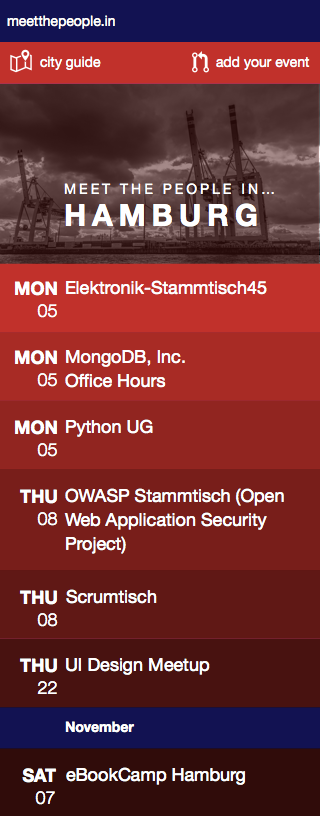 meetthepeople.in
city guide
add your event
MEET THE PEOPLE IN...
HAMBURG
MON Elektronik-Stammtisch45
05
MON MongoDB, Inc.
05 Office Hours
MON Python UG
05
THU OWASP Stammtisch (Open
08 Web Application Security
Project)
THU Scrumtisch
08
THU UI Design Meetup
22
November
SAT eBookCamp Hamburg
07